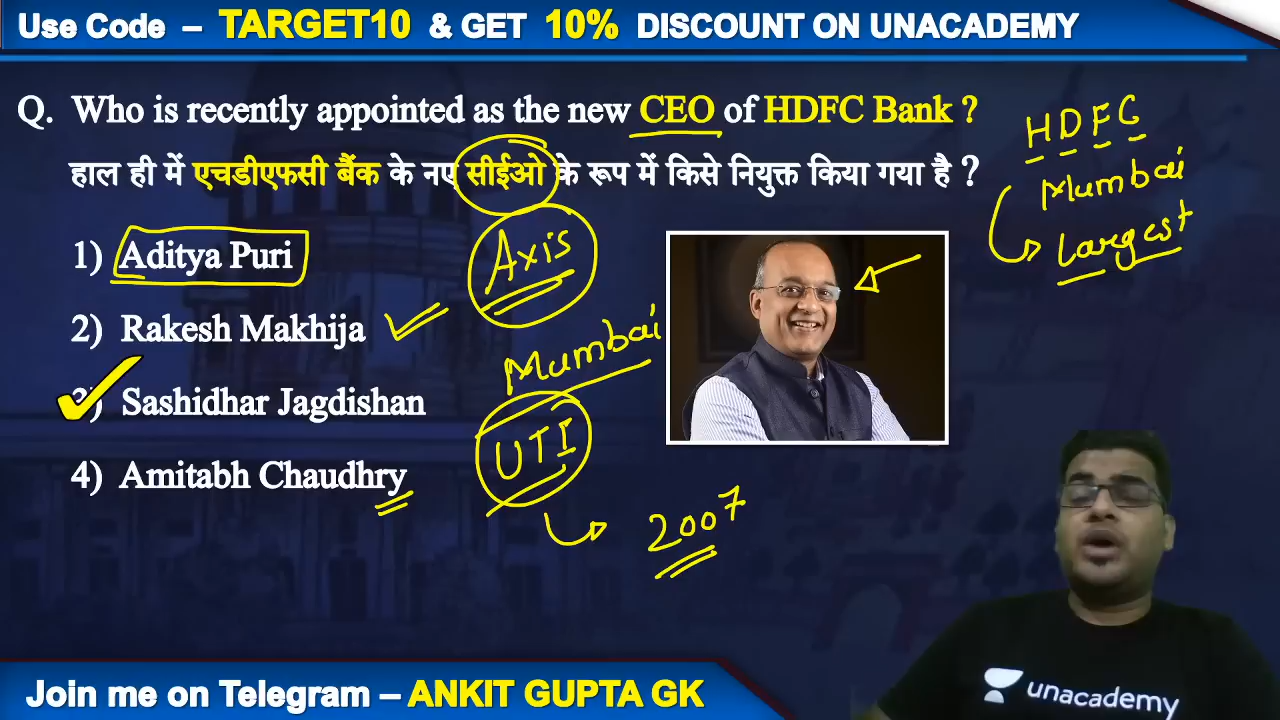 Use Code – TARGET10 & GET 10% DISCOUNT ON UNACADEMY
Q. Who is recently appointed as the new CEO of HDFC Bank ?
हाल ही में एचडीएफसी बैंक के नए सीईओ के रूप में किसे नियुक्त किया गया है ?
1) Aditya Puri
2) Rakesh Makhija
3) Sashidhar Jagdishan
4) Amitabh Chaudhry
Axis
Mumbai
UTI
2007
HDFC
Mumbai
Largest
unacademy
Join me on Telegram – ANKIT GUPTA GK